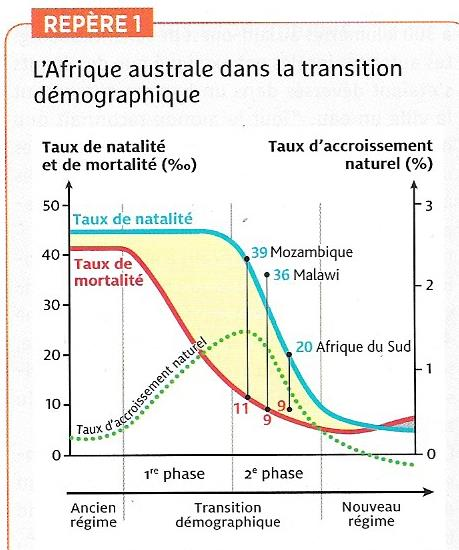 REPÈRE 1
L'Afrique australe dans la transition
démographique
Taux de natalité
et de mortalité (‰)
Taux d'accroissement
naturel (%)
50
40
30
20
10
0
3
2
1
0
Taux de natalité
Taux de
mortalité
Taux d'accroissement naturel
39 Mozambique
36 Malawi
20 Afrique du Sud
11
9
9
1re phase
2e phase
Ancien
régime
Transition
démographique
Nouveau
régime